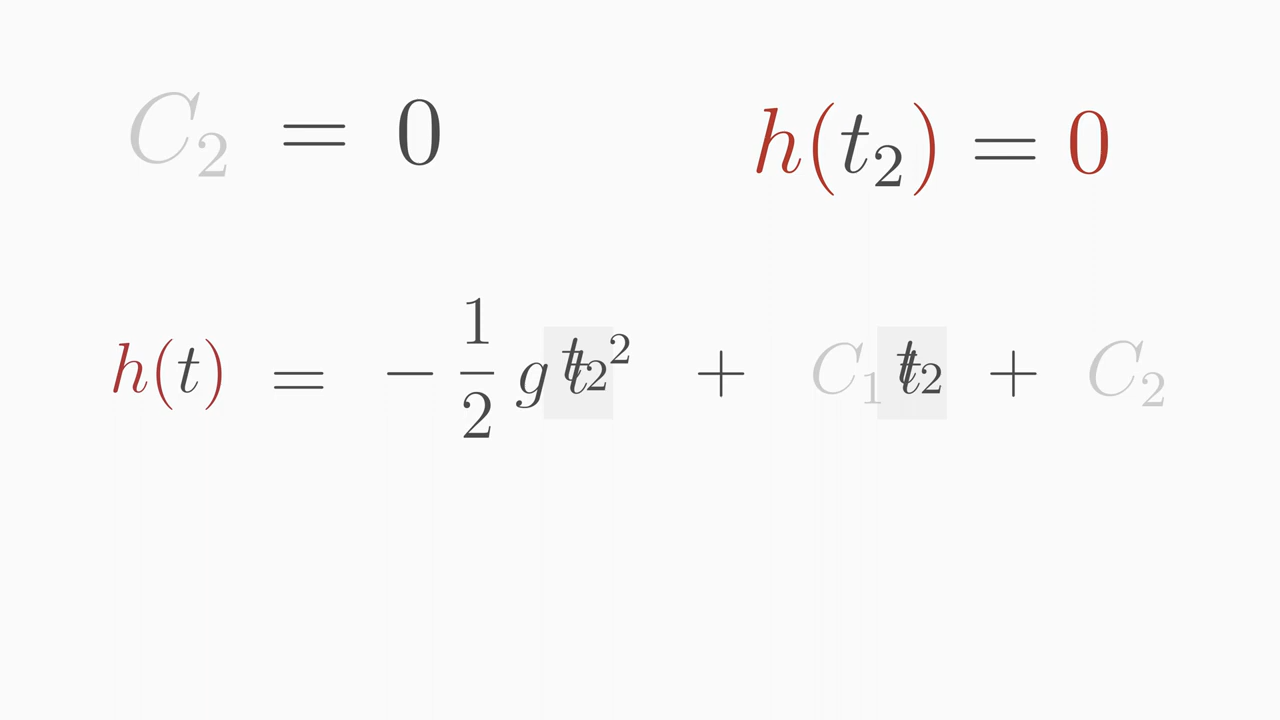 C₂ = 0
h(t₂) = 0
h(t) = − 1/2 g t₂² + C₁ t₂ + C₂